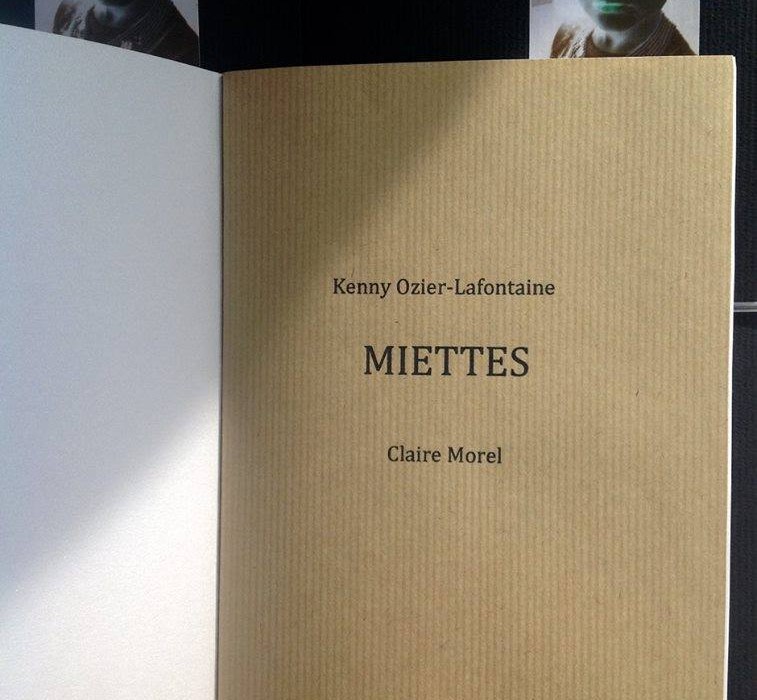 Kenny Ozier-Lafontaine
MIETTES
Claire Morel